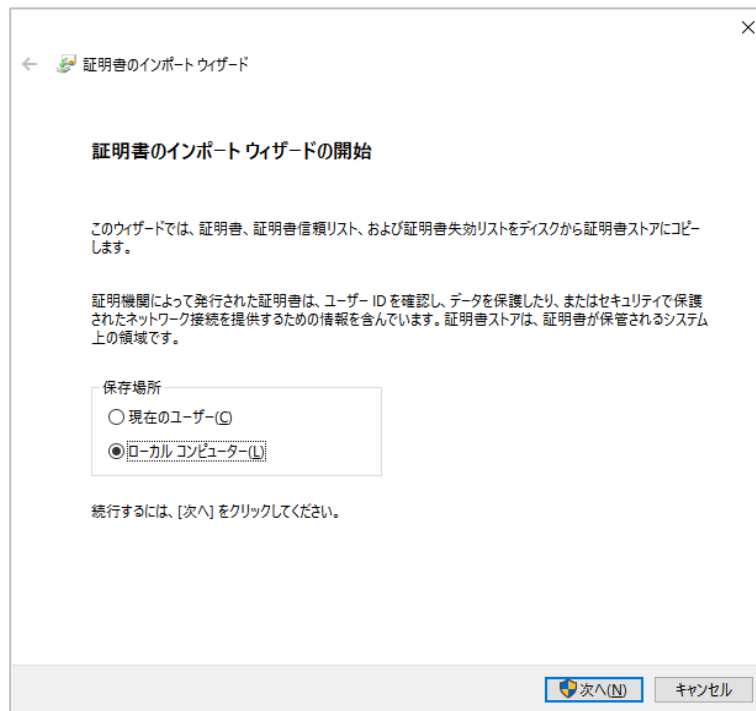 証明書のインポート ウィザード
証明書のインポート ウィザードの開始
このウィザードでは、証明書、証明書信頼リスト、および証明書失効リストをディスクから証明書ストアにコピー
します。
証明機関によって発行された証明書は、ユーザー ID を確認し、データを保護したり、またはセキュリティで保護
されたネットワーク接続を提供するための情報を含んでいます。証明書ストアは、証明書が保管されるシステム
上の領域です。
保存場所
現在のユーザー(C)
ローカル コンピューター(L)
続行するには、[次へ] をクリックしてください。
次へ(N)
キャンセル